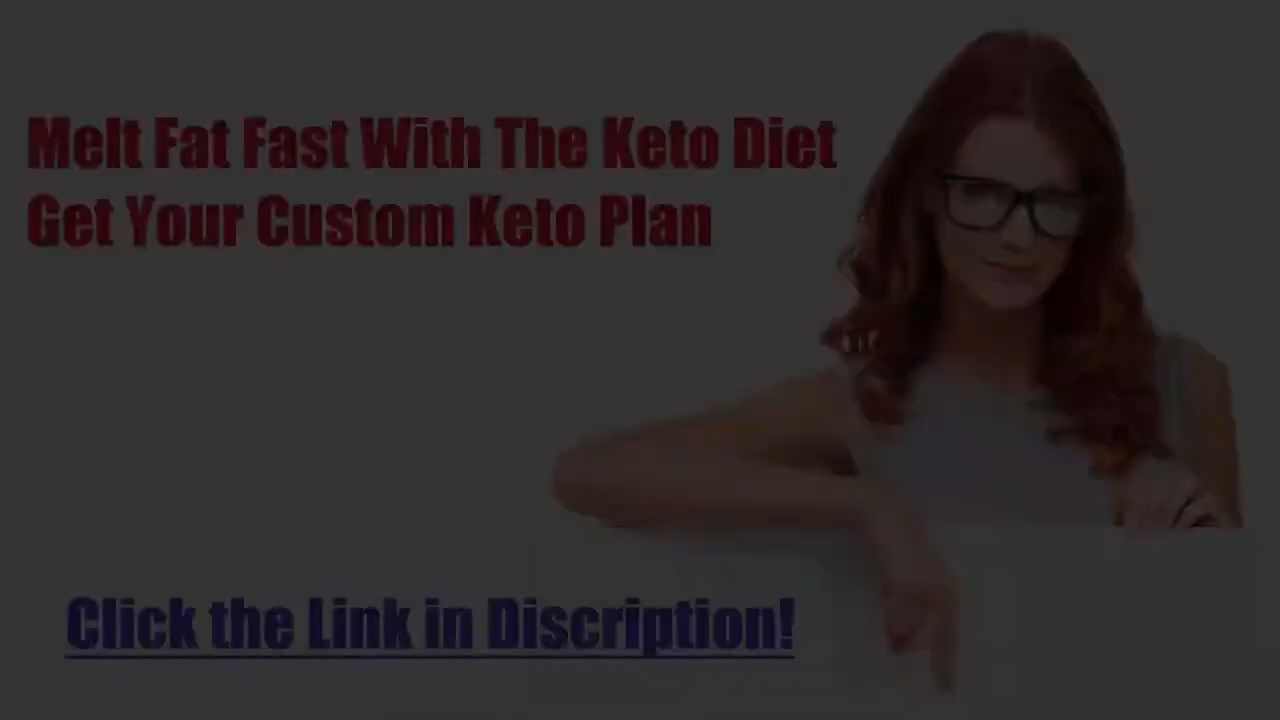 Melt Fat Fast With The Keto Diet
Get Your Custom Keto Plan
Click the Link in Discription!